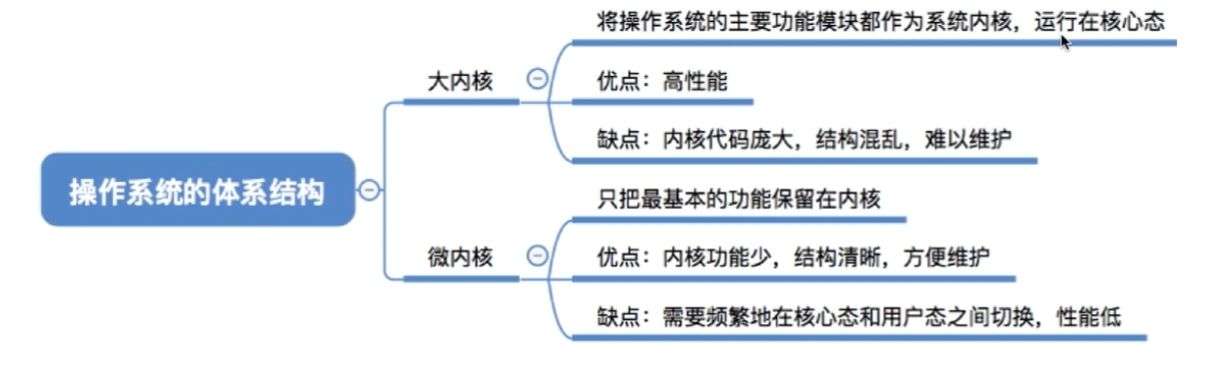 操作系统的体系结构
大内核
将操作系统的主要功能模块都作为系统内核，运行在核心态
优点：高性能
缺点：内核代码庞大，结构混乱，难以维护
微内核
只把最基本的功能保留在内核
优点：内核功能少，结构清晰，方便维护
缺点：需要频繁地在核心态和用户态之间切换，性能低